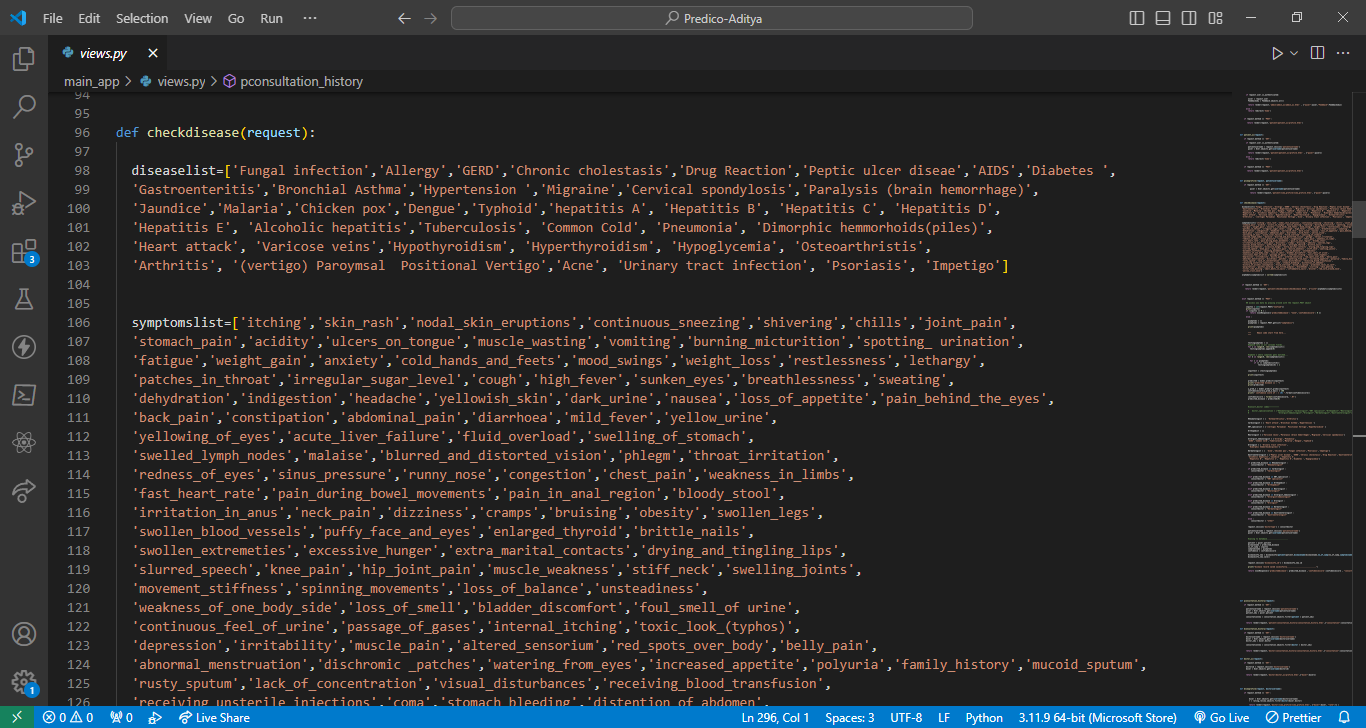 File Edit Selection View Go Run ··· Predico-Aditya
views.py
main_app > views.py > pconsultation_history
94
95
96 def checkdisease(request):
97
98 diseaselist=['Fungal infection','Allergy','GERD','Chronic cholestasis','Drug Reaction','Peptic ulcer diseae','AIDS','Diabetes ',
99 'Gastroenteritis','Bronchial Asthma','Hypertension ','Migraine','Cervical spondylosis','Paralysis (brain hemorrhage)',
100 'Jaundice','Malaria','Chicken pox','Dengue','Typhoid','hepatitis A', 'Hepatitis B', 'Hepatitis C', 'Hepatitis D',
101 'Hepatitis E', 'Alcoholic hepatitis','Tuberculosis', 'Common Cold', 'Pneumonia', 'Dimorphic hemmorhoids(piles)',
102 'Heart attack', 'Varicose veins','Hypothyroidism', 'Hyperthyroidism', 'Hypoglycemia', 'Osteoarthristis',
103 'Arthritis', '(vertigo) Paroymsal  Positional Vertigo','Acne', 'Urinary tract infection', 'Psoriasis', 'Impetigo']
104
105
106 symptomslist=['itching','skin_rash','nodal_skin_eruptions','continuous_sneezing','shivering','chills','joint_pain',
107 'stomach_pain','acidity','ulcers_on_tongue','muscle_wasting','vomiting','burning_micturition','spotting_ urination',
108 'fatigue','weight_gain','anxiety','cold_hands_and_feets','mood_swings','weight_loss','restlessness','lethargy',
109 'patches_in_throat','irregular_sugar_level','cough','high_fever','sunken_eyes','breathlessness','sweating',
110 'dehydration','indigestion','headache','yellowish_skin','dark_urine','nausea','loss_of_appetite','pain_behind_the_eyes',
111 'back_pain','constipation','abdominal_pain','diarrhoea','mild_fever','yellow_urine',
112 'yellowing_of_eyes','acute_liver_failure','fluid_overload','swelling_of_stomach',
113 'swelled_lymph_nodes','malaise','blurred_and_distorted_vision','phlegm','throat_irritation',
114 'redness_of_eyes','sinus_pressure','runny_nose','congestion','chest_pain','weakness_in_limbs',
115 'fast_heart_rate','pain_during_bowel_movements','pain_in_anal_region','bloody_stool',
116 'irritation_in_anus','neck_pain','dizziness','cramps','bruising','obesity','swollen_legs',
117 'swollen_blood_vessels','puffy_face_and_eyes','enlarged_thyroid','brittle_nails',
118 'swollen_extremeties','excessive_hunger','extra_marital_contacts','drying_and_tingling_lips',
119 'slurred_speech','knee_pain','hip_joint_pain','muscle_weakness','stiff_neck','swelling_joints',
120 'movement_stiffness','spinning_movements','loss_of_balance','unsteadiness',
121 'weakness_of_one_body_side','loss_of_smell','bladder_discomfort','foul_smell_of urine',
122 'continuous_feel_of_urine','passage_of_gases','internal_itching','toxic_look_(typhos)',
123 'depression','irritability','muscle_pain','altered_sensorium','red_spots_over_body','belly_pain',
124 'abnormal_menstruation','dischromic _patches','watering_from_eyes','increased_appetite','polyuria','family_history','mucoid_sputum',
125 'rusty_sputum','lack_of_concentration','visual_disturbances','receiving_blood_transfusion',
126 'receiving_unsterile_injections','coma','stomach_bleeding','distention_of_abdomen',
3
1
0 0 0 Live Share Ln 296, Col 1 Spaces: 3 UTF-8 LF Python 3.11.9 64-bit (Microsoft Store) Go Live Prettier